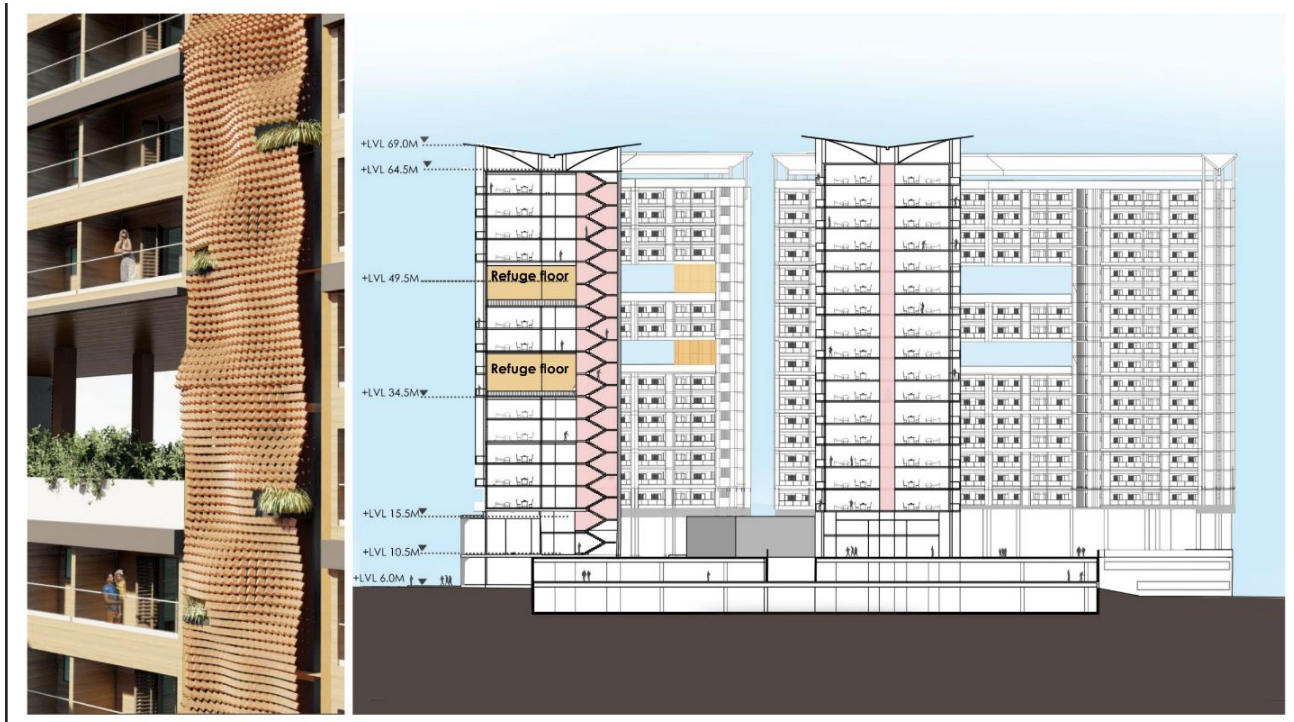 +LVL 69.0M
+LVL 64.5M
Refuge floor
+LVL 49.5M
Refuge floor
+LVL 34.5M
+LVL 15.5M
+LVL 10.5M
+LVL 6.0M